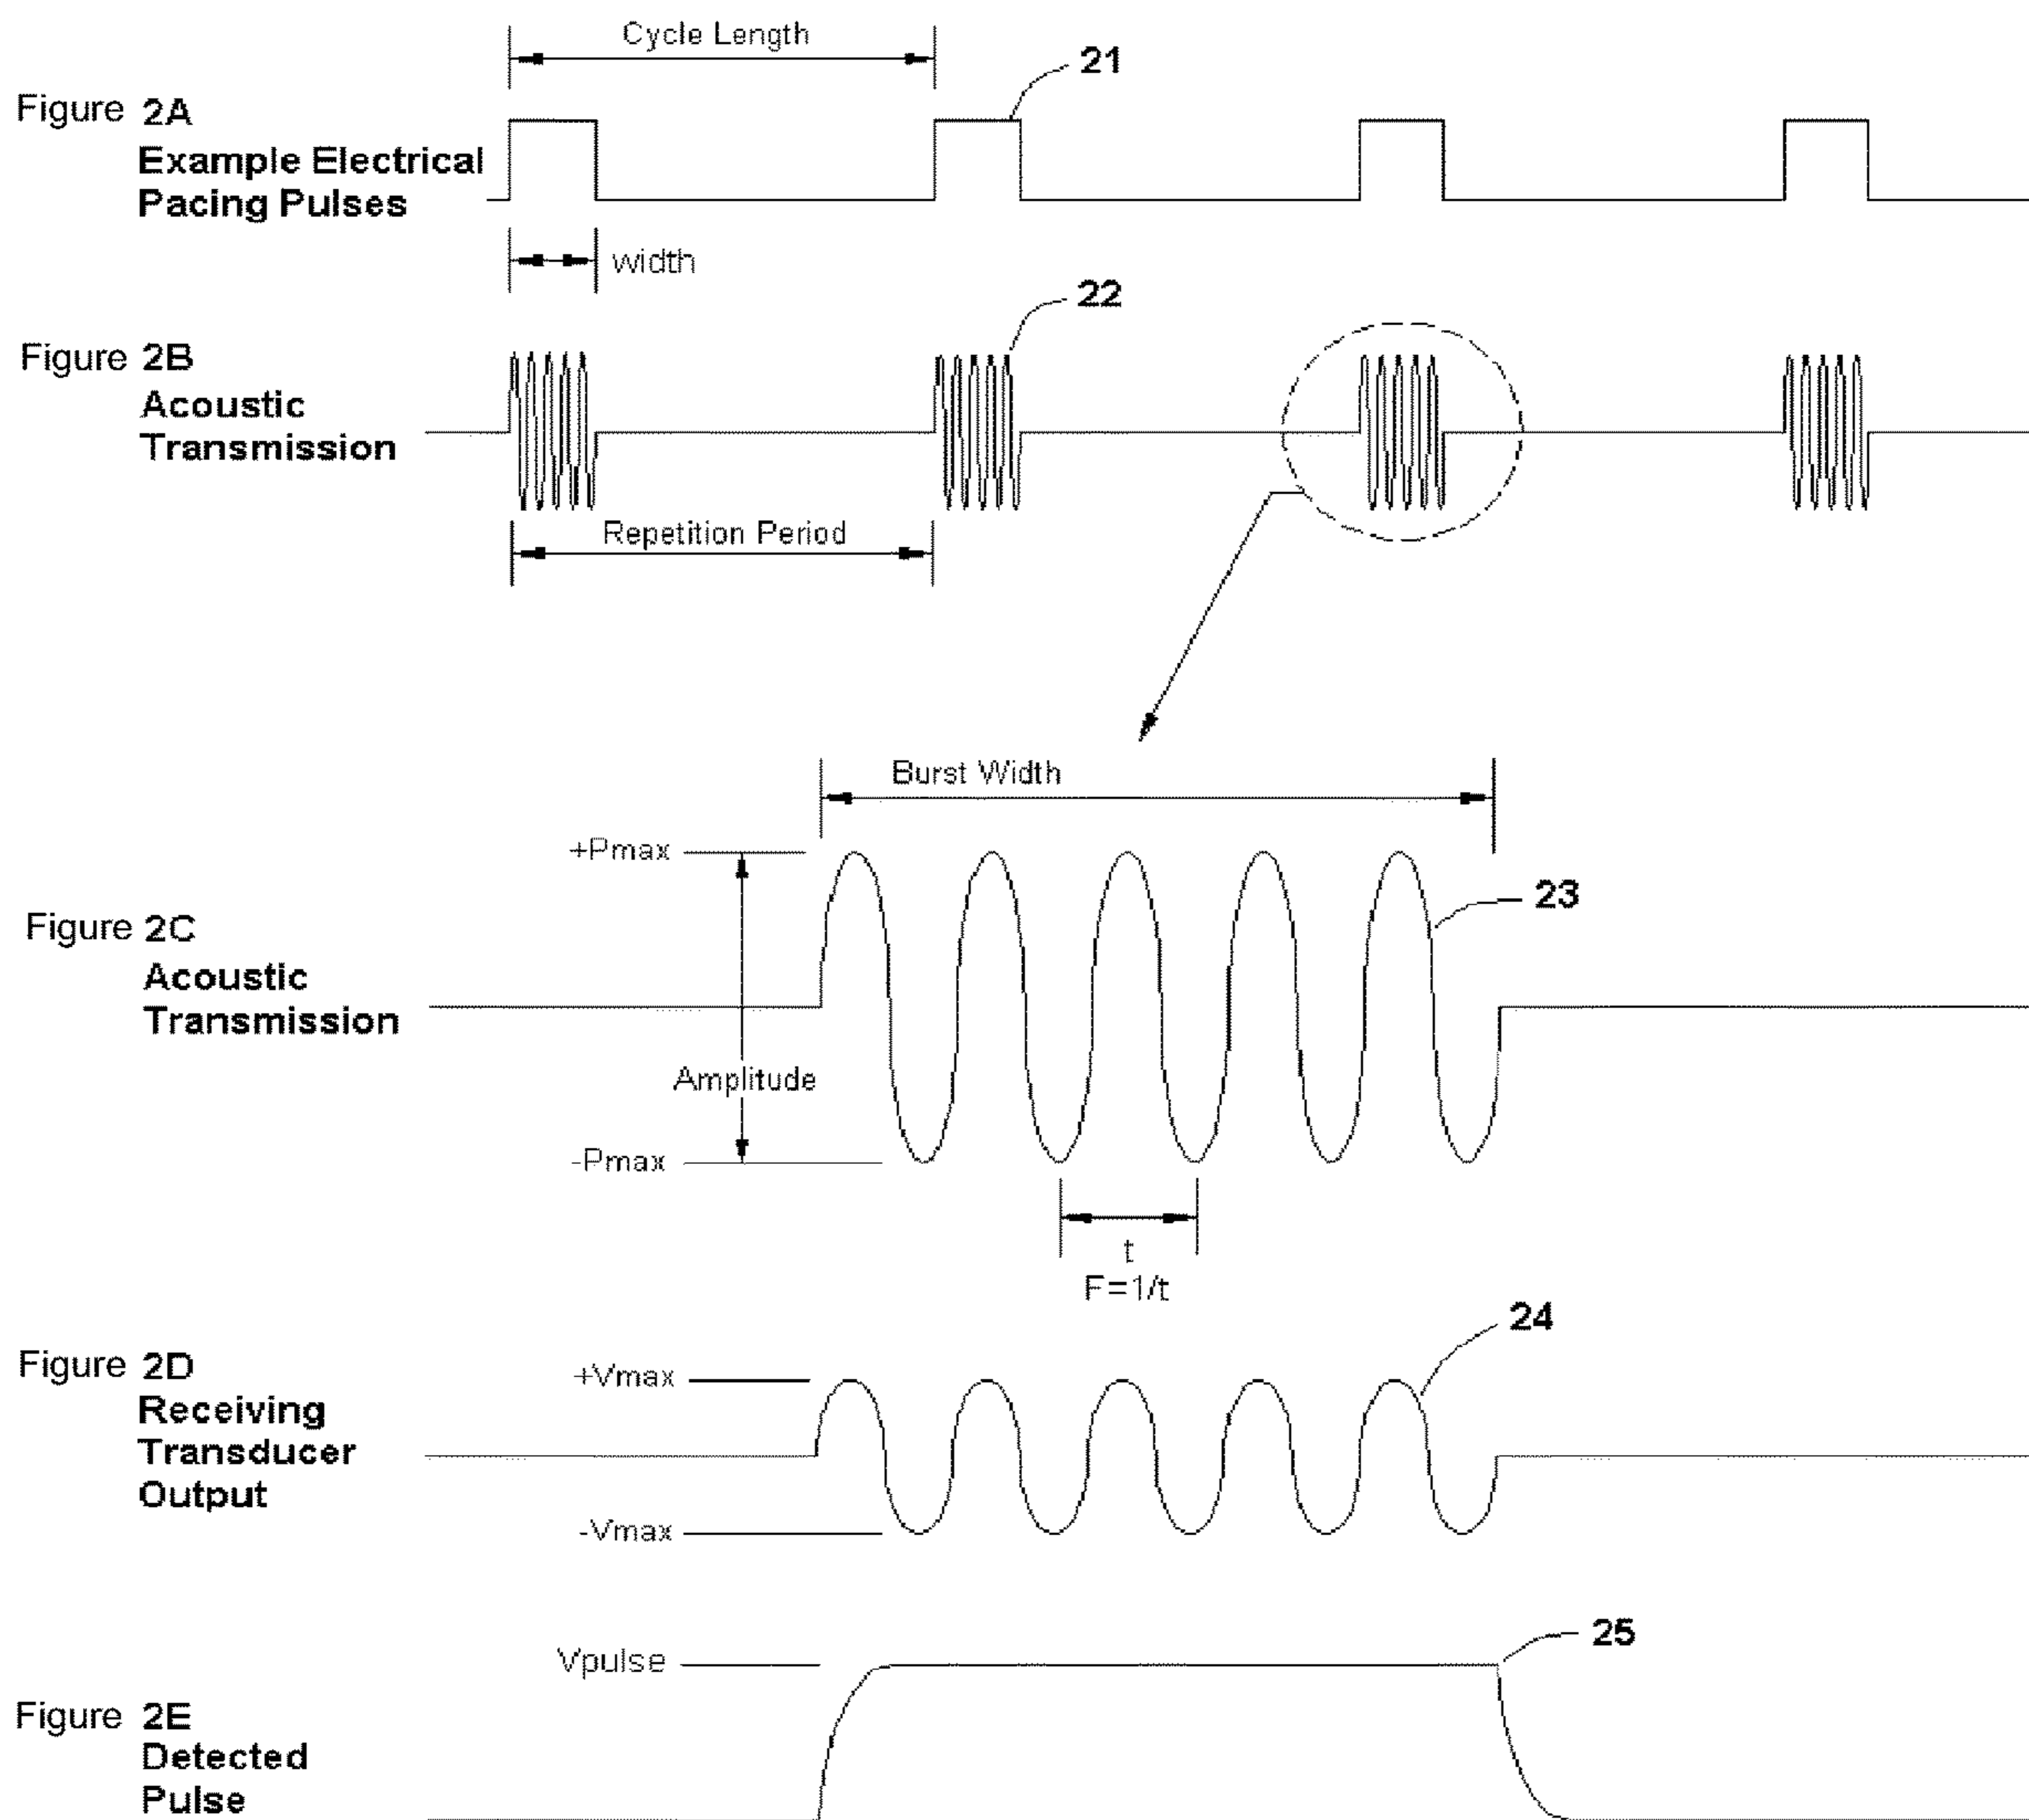 Cycle Length
21
Figure 2A
Example Electrical
Pacing Pulses
width
22
Figure 2B
Acoustic
Transmission
Repetition Period
Burst Width
+Pmax
23
Figure 2C
Acoustic
Transmission
Amplitude
-Pmax
t
F=1/t
24
Figure 2D
+Vmax
Receiving
Transducer
Output
-Vmax
25
Vpulse
Figure 2E
Detected
Pulse